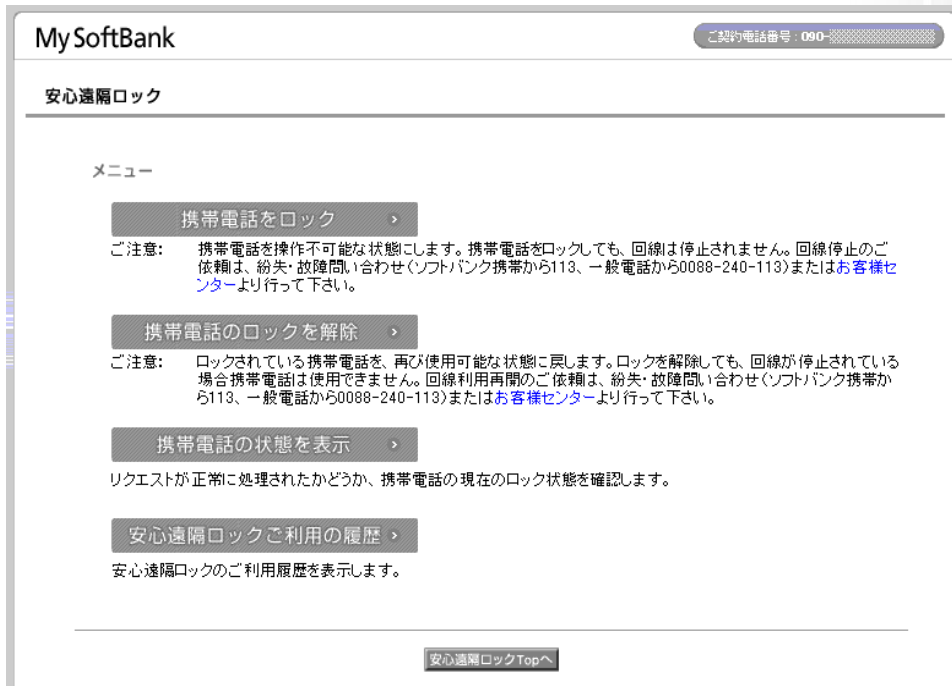 My SoftBank
ご契約電話番号:090-
安心遠隔ロック
メニュー
携帯電話をロック
ご注意: 携帯電話を操作不可能な状態にします。携帯電話をロックしても、回線は停止されません。回線停止のご
依頼は、紛失・故障問い合わせ(ソフトバンク携帯から113、一般電話から0088-240-113)またはお客様セ
ンターより行って下さい。
携帯電話のロックを解除
ご注意: ロックされている携帯電話を、再び使用可能な状態に戻します。ロックを解除しても、回線が停止されている
場合携帯電話は使用できません。回線利用再開のご依頼は、紛失・故障問い合わせ(ソフトバンク携帯か
ら113、一般電話から0088-240-113)またはお客様センターより行って下さい。
携帯電話の状態を表示
リクエストが正常に処理されたかどうか、携帯電話の現在のロック状態を確認します。
安心遠隔ロックご利用の履歴
安心遠隔ロックのご利用履歴を表示します。
安心遠隔ロックTopへ